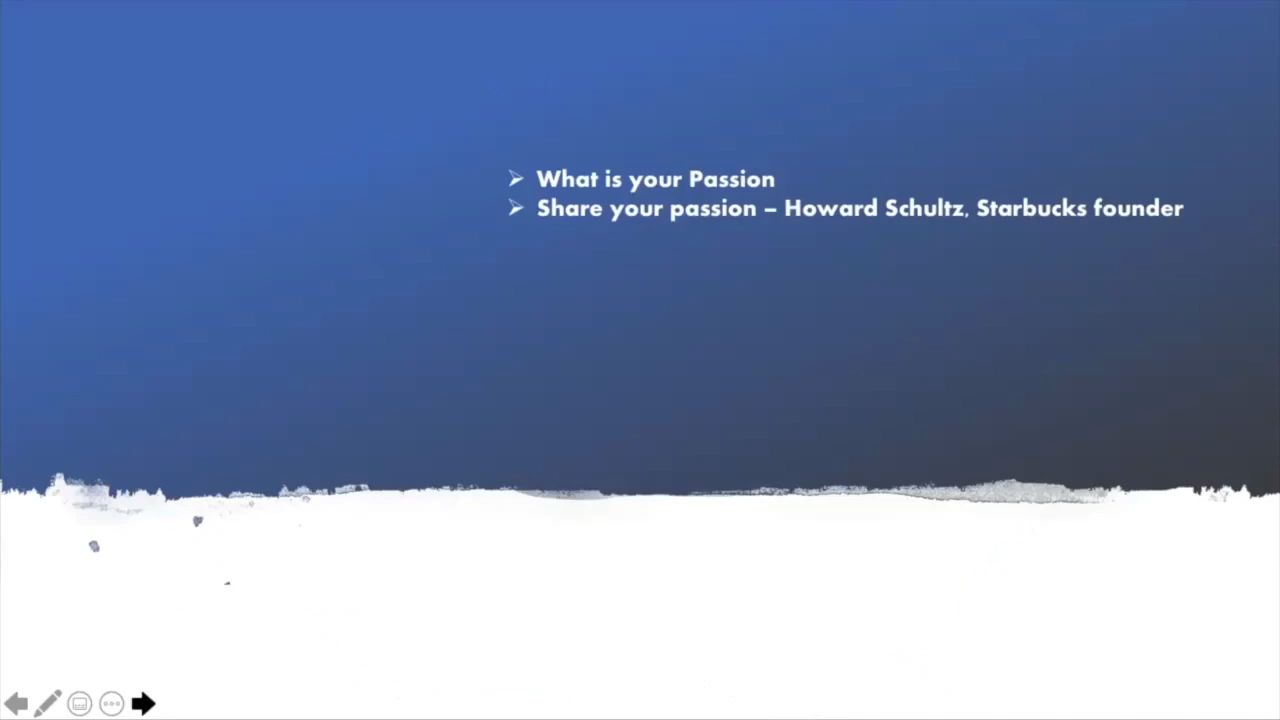 ➢ What is your Passion
➢ Share your passion – Howard Schultz, Starbucks founder